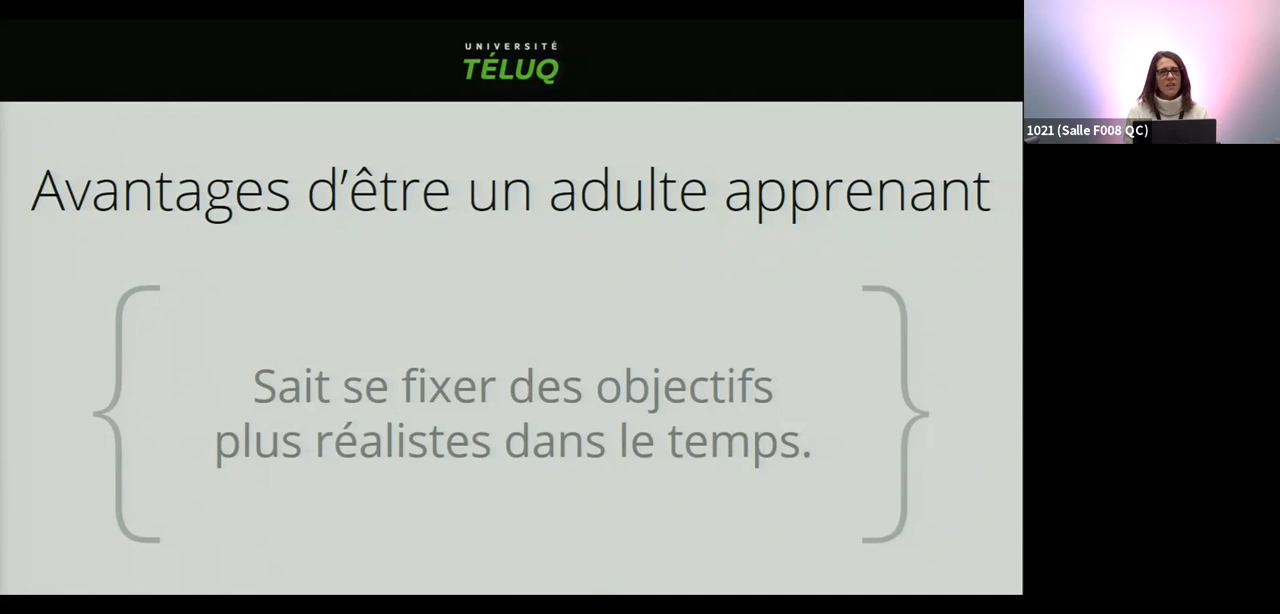 UNIVERSITÉ
TÉLUQ
Avantages d’être un adulte apprenant
Sait se fixer des objectifs
plus réalistes dans le temps.
1021 (Salle F008 QC)